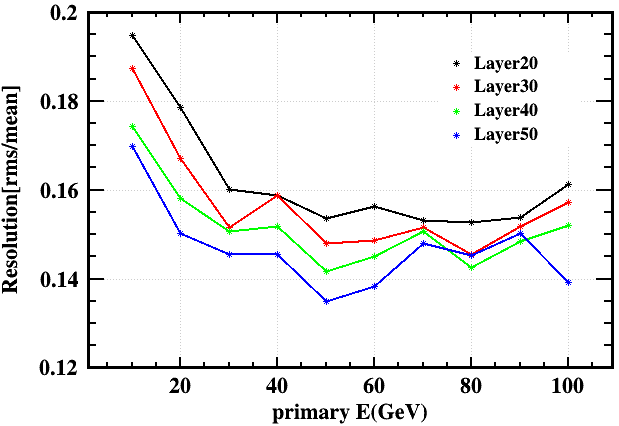 0.2
0.18
0.16
0.14
0.12
Resolution[rms/mean]
Layer20
Layer30
Layer40
Layer50
20 40 60 80 100
primary E(GeV)